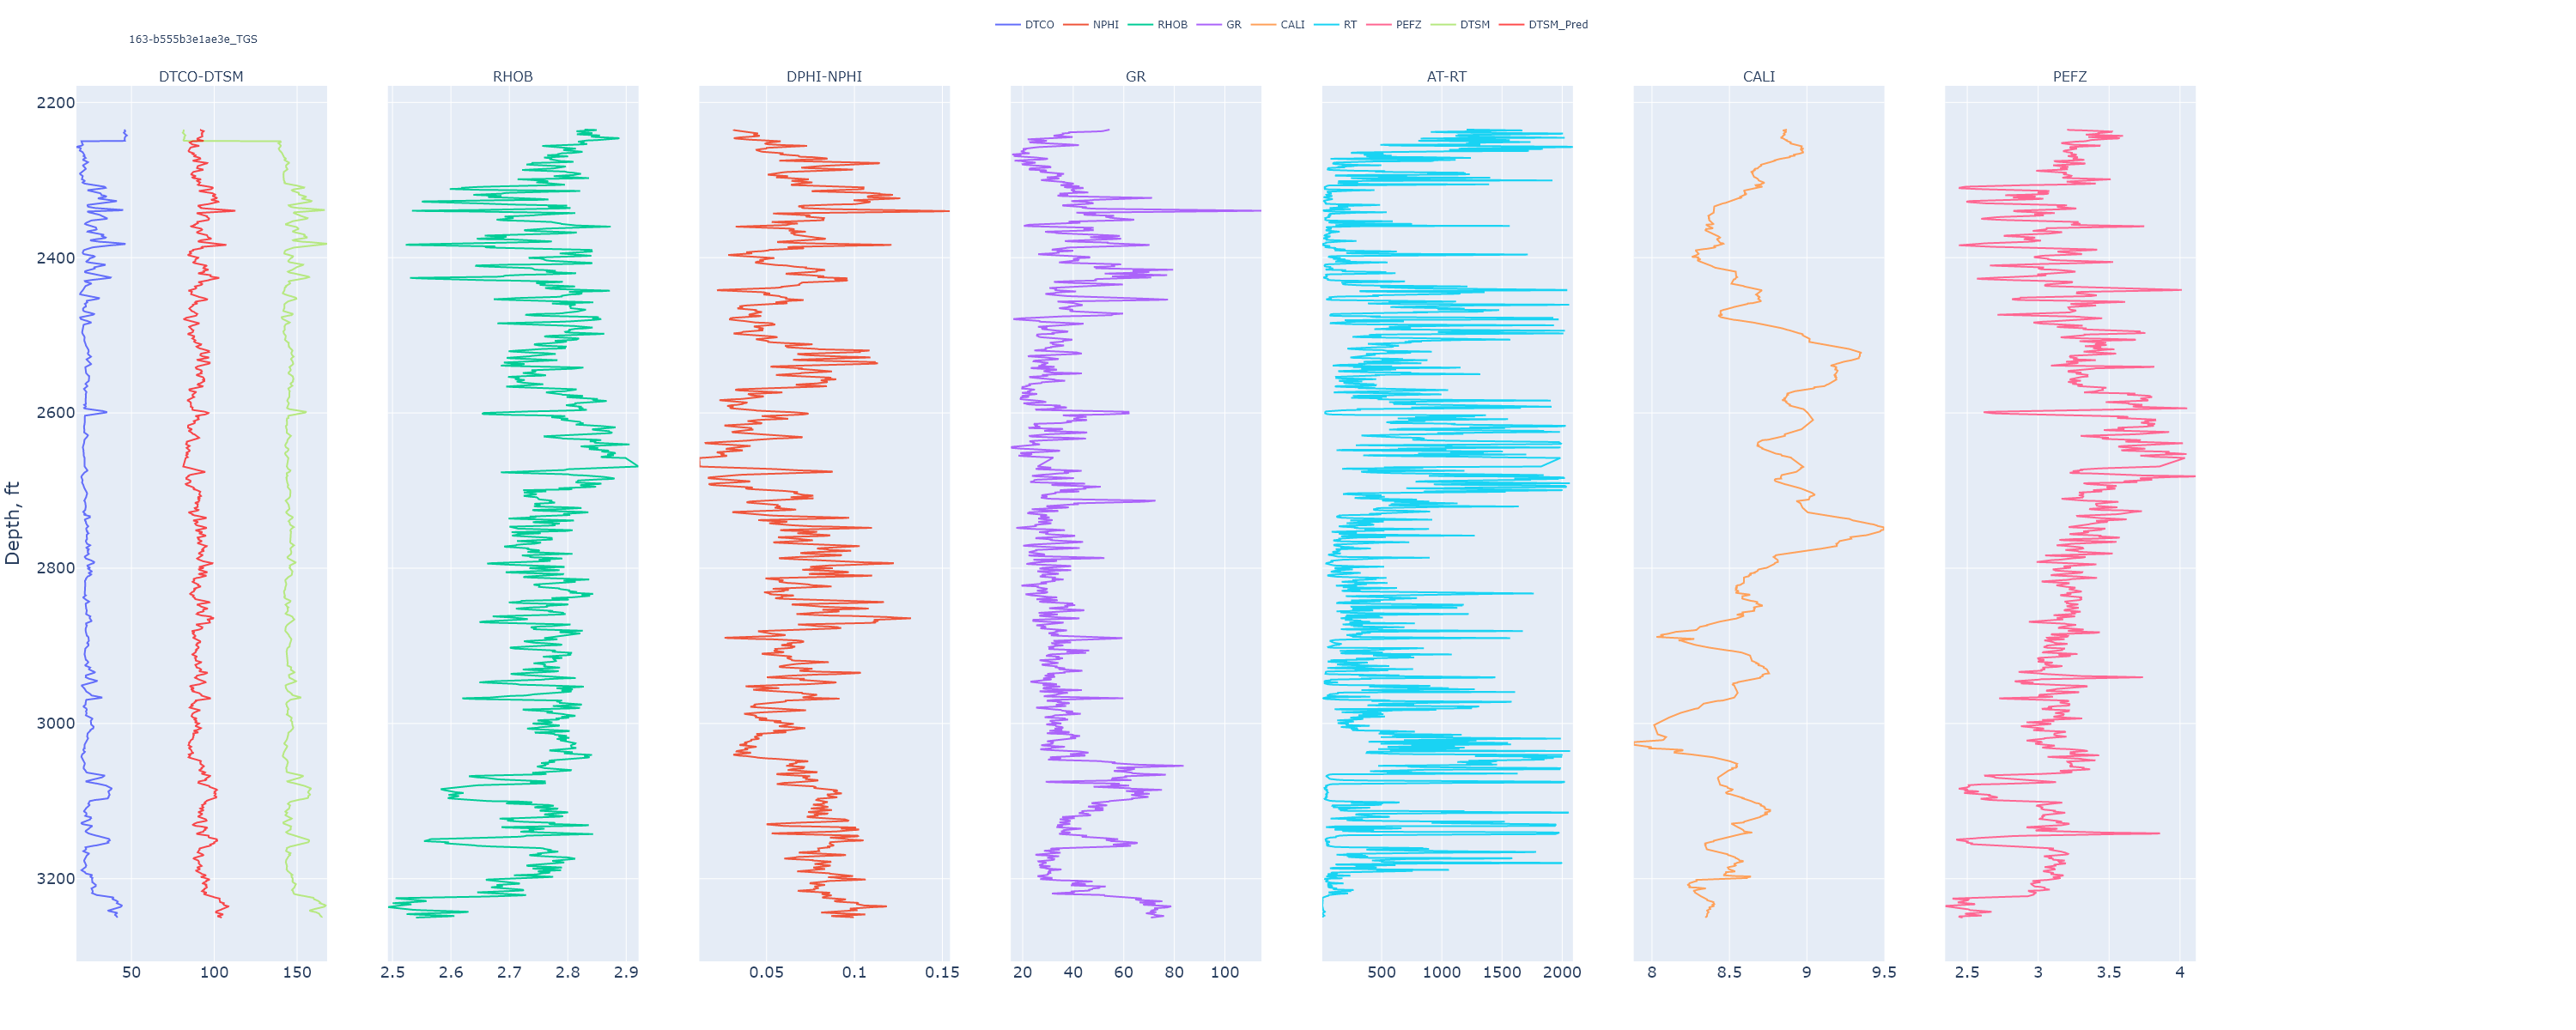 DTCO NPHI RHOB GR CALI RT PEFZ DTSM DTSM_Pred
163-b555b3e1ae3e_TGS
DTCO-DTSM RHOB DPHI-NPHI GR AT-RT CALI PEFZ
2200
2400
2600
Depth, ft
2800
3000
3200
50 100 150 2.5 2.6 2.7 2.8 2.9 0.05 0.1 0.15 20 40 60 80 100 500 1000 1500 2000 8 8.5 9 9.5 2.5 3 3.5 4